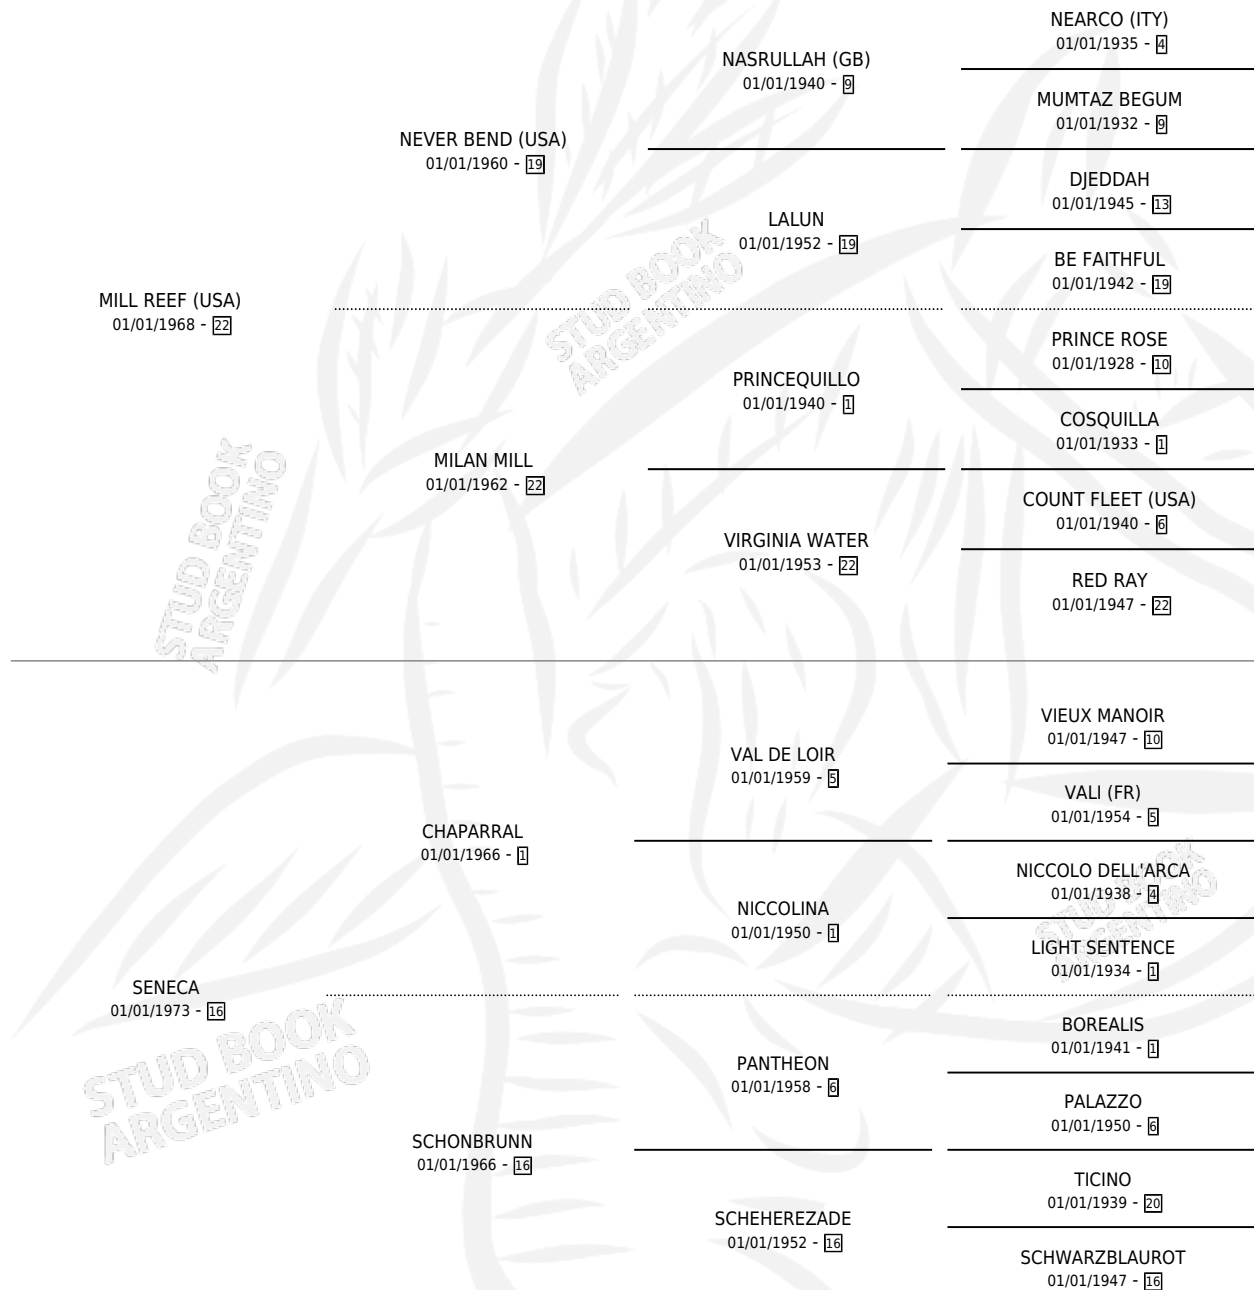 NEARCO (ITY)
01/01/1935 - 4
NASRULLAH (GB)
01/01/1940 - 9
MUMTAZ BEGUM
01/01/1932 - 9
NEVER BEND (USA)
01/01/1960 - 19
DJEDDAH
01/01/1945 - 13
LALUN
01/01/1952 - 19
BE FAITHFUL
01/01/1942 - 19
MILL REEF (USA)
01/01/1968 - 22
STUD BOOK
ARGENTINO
PRINCE ROSE
01/01/1928 - 10
PRINCEQUILLO
01/01/1940 - 1
COSQUILLA
01/01/1933 - 1
MILAN MILL
01/01/1962 - 22
COUNT FLEET (USA)
01/01/1940 - 6
VIRGINIA WATER
01/01/1953 - 22
RED RAY
01/01/1947 - 22
STUD BOOK
ARGENTINO
VIEUX MANOIR
01/01/1947 - 10
VAL DE LOIR
01/01/1959 - 5
VALI (FR)
01/01/1954 - 5
CHAPARRAL
01/01/1966 - 1
NICCOLO DELL'ARCA
01/01/1938 - 4
NICCOLINA
01/01/1950 - 1
STUD BOOK
ARGENTINO
LIGHT SENTENCE
01/01/1934 - 1
SENECA
01/01/1973 - 16
STUD BOOK
ARGENTINO
BOREALIS
01/01/1941 - 1
PANTHEON
01/01/1958 - 6
PALAZZO
01/01/1950 - 6
SCHONBRUNN
01/01/1966 - 16
TICINO
01/01/1939 - 20
SCHEHEREZADE
01/01/1952 - 16
SCHWARZBLAUROT
01/01/1947 - 16